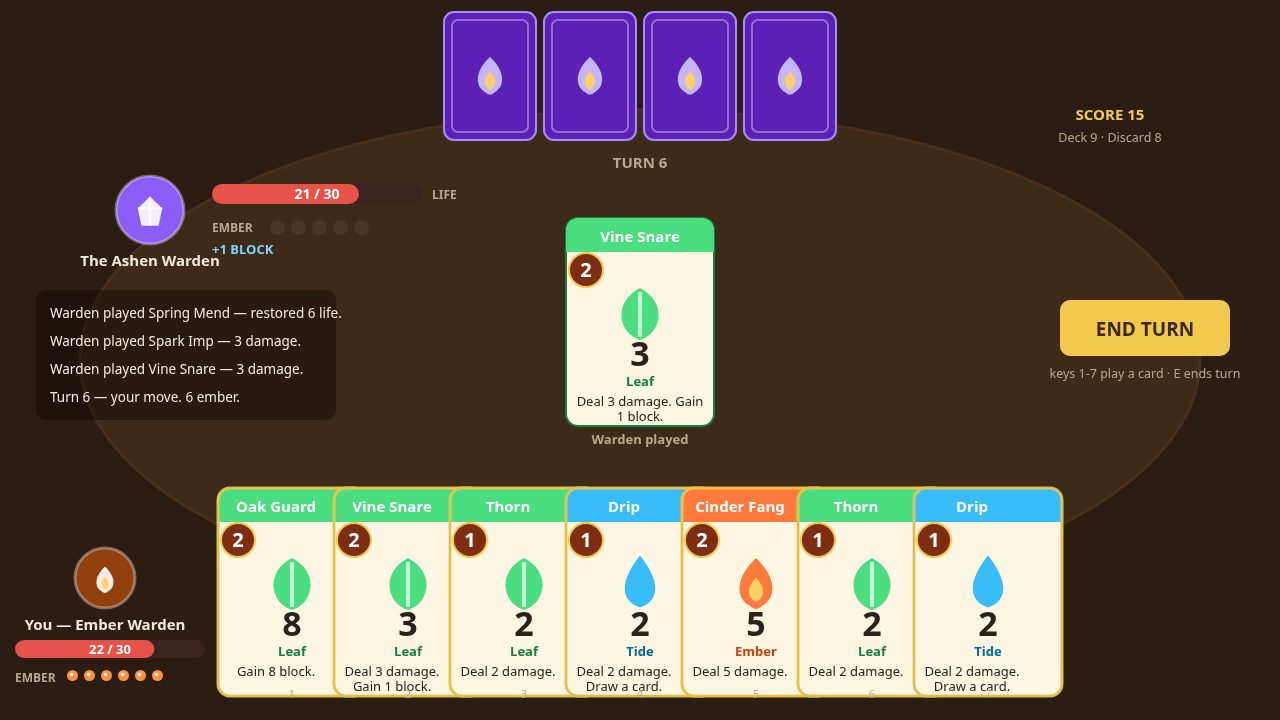 SCORE 15
Deck 9 · Discard 8
TURN 6
21 / 30
LIFE
EMBER
+1 BLOCK
The Ashen Warden
Warden played Spring Mend — restored 6 life.
Warden played Spark Imp — 3 damage.
Warden played Vine Snare — 3 damage.
Turn 6 — your move. 6 ember.
Vine Snare
2
3
Leaf
Deal 3 damage. Gain
1 block.
Warden played
END TURN
keys 1-7 play a card · E ends turn
You — Ember Warden
22 / 30
EMBER
Oak Guard
2
8
Leaf
Gain 8 block.
1
Vine Snare
2
3
Leaf
Deal 3 damage.
Gain 1 block.
Thorn
1
2
Leaf
Deal 2 damage.
3
Drip
1
2
Tide
Deal 2 damage.
Draw a card.
Cinder Fang
2
5
Ember
Deal 5 damage.
5
Thorn
1
2
Leaf
Deal 2 damage.
6
Drip
1
2
Tide
Deal 2 damage.
Draw a card.